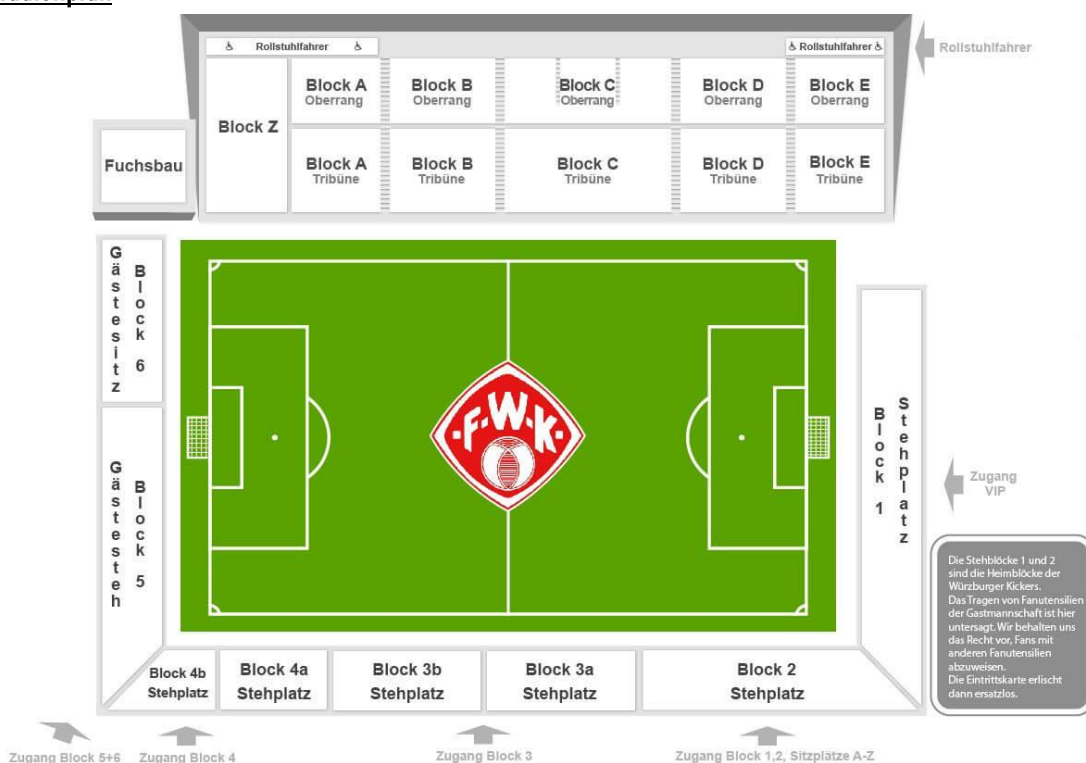 Rollstuhlfahrer
Rollstuhlfahrer
Rollstuhlfahrer
Block Z
Block A
Oberrang
Block B
Oberrang
Block C
Oberrang
Block D
Oberrang
Block E
Oberrang
Fuchsbau
Block A
Tribüne
Block B
Tribüne
Block C
Tribüne
Block D
Tribüne
Block E
Tribüne
Gästesitz
Block 6
Gästesteh
Block 5
F.W.K.
Block 1
Stehplatz
Zugang
VIP
Die Stehblöcke 1 und 2
sind die Heimblöcke der
Würzburger Kickers.
Das Tragen von Fanutensilien
der Gastmannschaft ist hier
untersagt. Wir behalten uns
das Recht vor, Fans mit
anderen Fanutensilien
abzuweisen.
Die Eintrittskarte erlischt
dann ersatzlos.
Block 4b
Stehplatz
Block 4a
Stehplatz
Block 3b
Stehplatz
Block 3a
Stehplatz
Block 2
Stehplatz
Zugang Block 5+6
Zugang Block 4
Zugang Block 3
Zugang Block 1,2, Sitzplätze A-Z